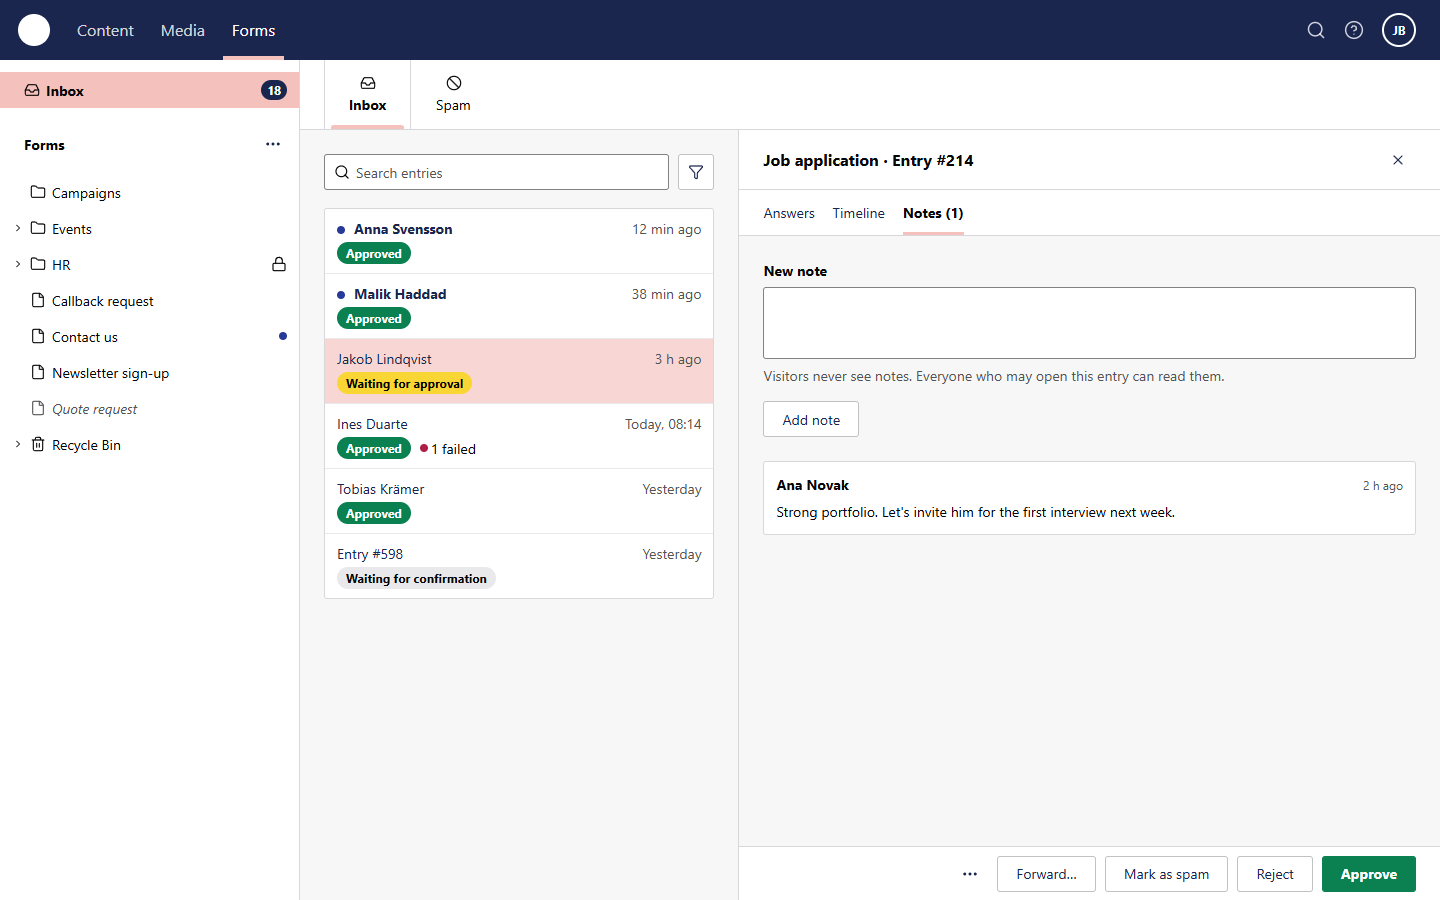 Content Media Forms
JB
Inbox 18
Forms
Campaigns
Events
HR
Callback request
Contact us
Newsletter sign-up
Quote request
Recycle Bin
Inbox Spam
Search entries
Anna Svensson 12 min ago
Approved
Malik Haddad 38 min ago
Approved
Jakob Lindqvist 3 h ago
Waiting for approval
Ines Duarte Today, 08:14
Approved 1 failed
Tobias Krämer Yesterday
Approved
Entry #598 Yesterday
Waiting for confirmation
Job application · Entry #214
Answers Timeline Notes (1)
New note
Visitors never see notes. Everyone who may open this entry can read them.
Add note
Ana Novak 2 h ago
Strong portfolio. Let's invite him for the first interview next week.
Forward... Mark as spam Reject Approve